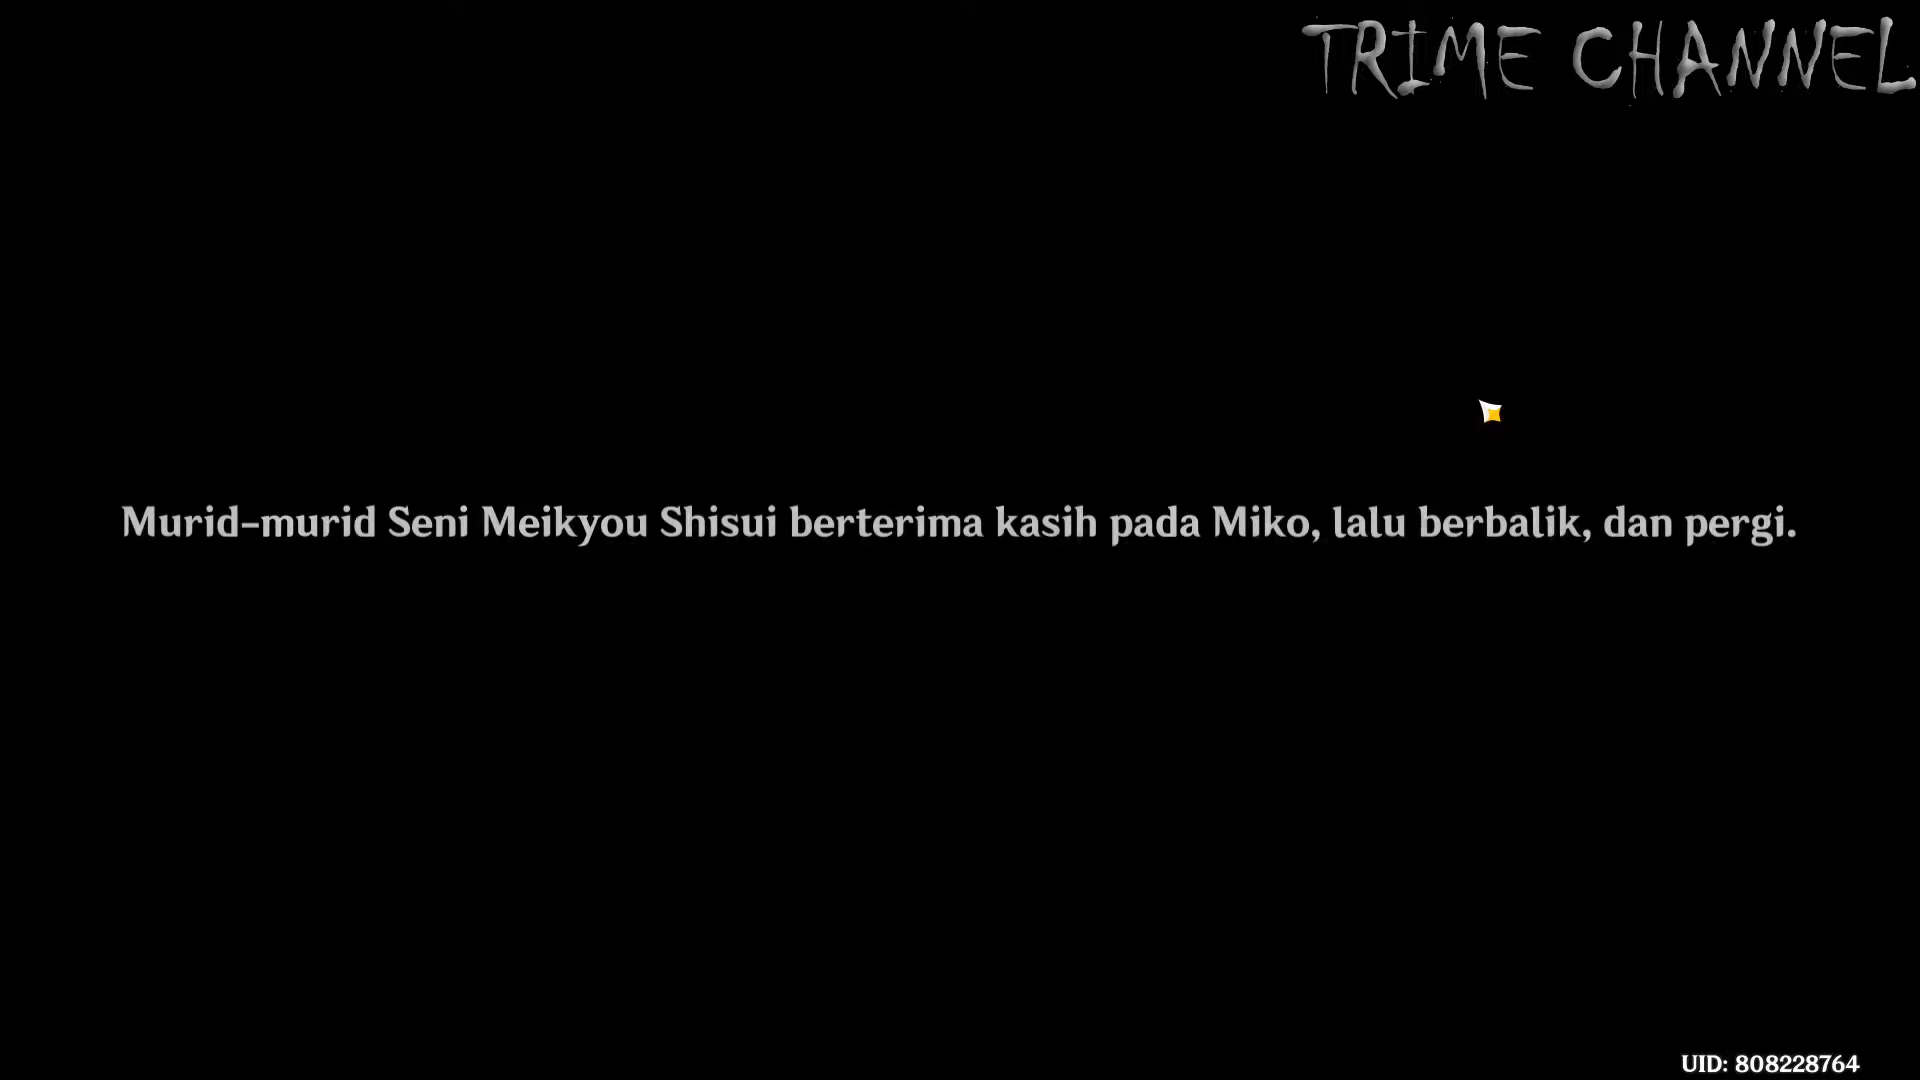 TRIME CHANNEL
Murid-murid Seni Meikyou Shisui berterima kasih pada Miko, lalu berbalik, dan pergi.
UID: 808228764